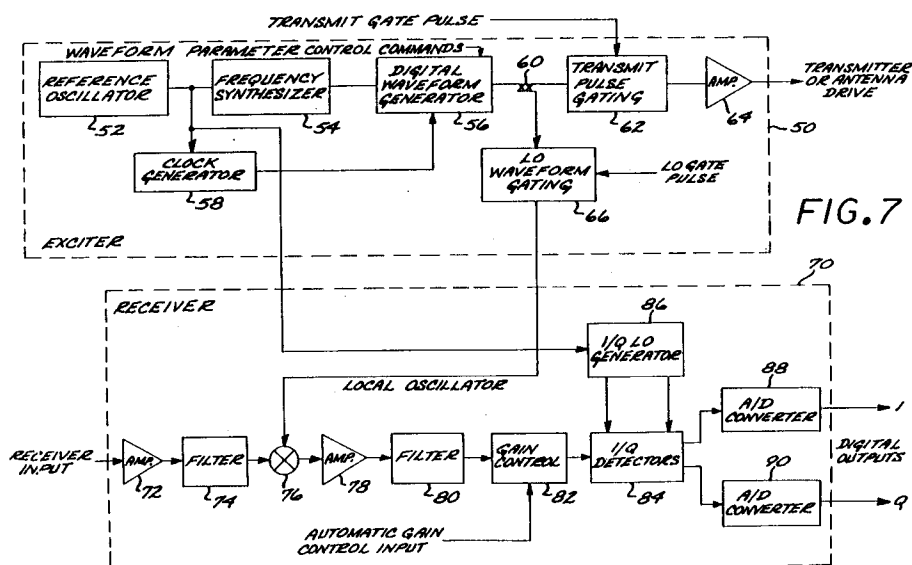 TRANSMIT GATE PULSE
WAVEFORM PARAMETER CONTROL COMMANDS
REFERENCE
OSCILLATOR
52
FREQUENCY
SYNTHESIZER
54
DIGITAL
WAVEFORM
GENERATOR
56
60
TRANSMIT
PULSE
GATING
62
AMP.
64
TRANSMITTER
OR ANTENNA
DRIVE
50
CLOCK
GENERATOR
58
LO
WAVEFORM
GATING
66
LO GATE
PULSE
FIG. 7
EXCITER
70
RECEIVER
86
I/Q LO
GENERATOR
LOCAL OSCILLATOR
88
A/D
CONVERTER
I
RECEIVER
INPUT
AMP.
72
FILTER
74
76
AMP.
78
FILTER
80
GAIN
CONTROL
82
I/Q
DETECTORS
84
DIGITAL
OUTPUTS
90
A/D
CONVERTER
Q
AUTOMATIC GAIN
CONTROL INPUT